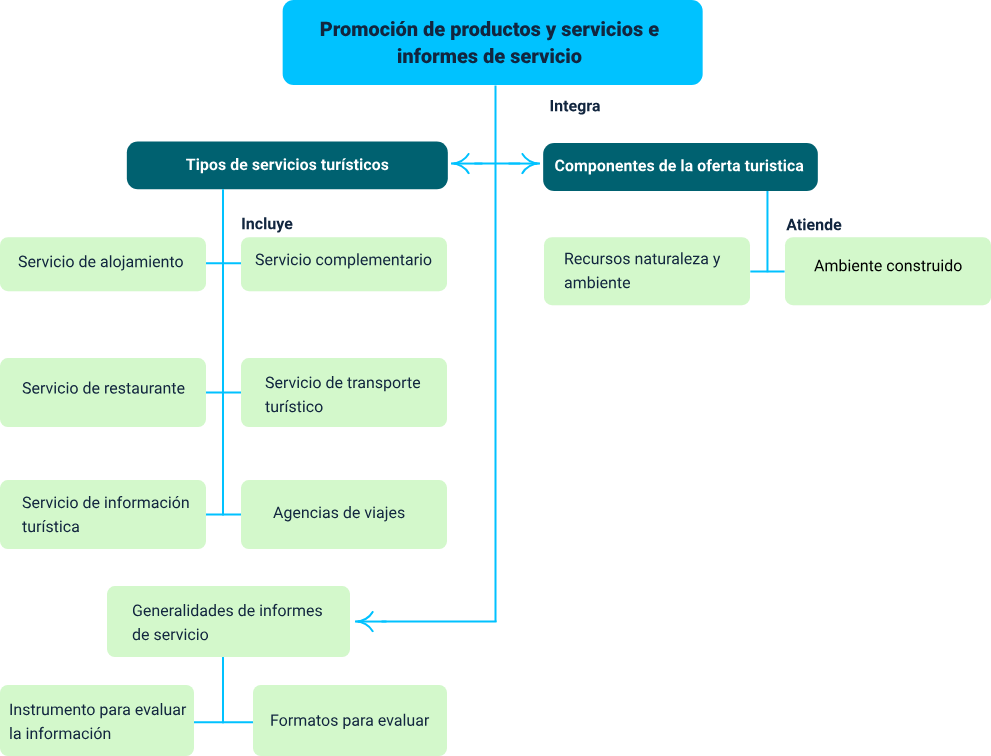 Promoción de productos y servicios e
informes de servicio
Integra
Tipos de servicios turísticos
Componentes de la oferta turistica
Incluye
Atiende
Servicio de alojamiento
Servicio complementario
Recursos naturaleza y
ambiente
Ambiente construido
Servicio de restaurante
Servicio de transporte
turístico
Servicio de información
turística
Agencias de viajes
Generalidades de informes
de servicio
Instrumento para evaluar
la información
Formatos para evaluar